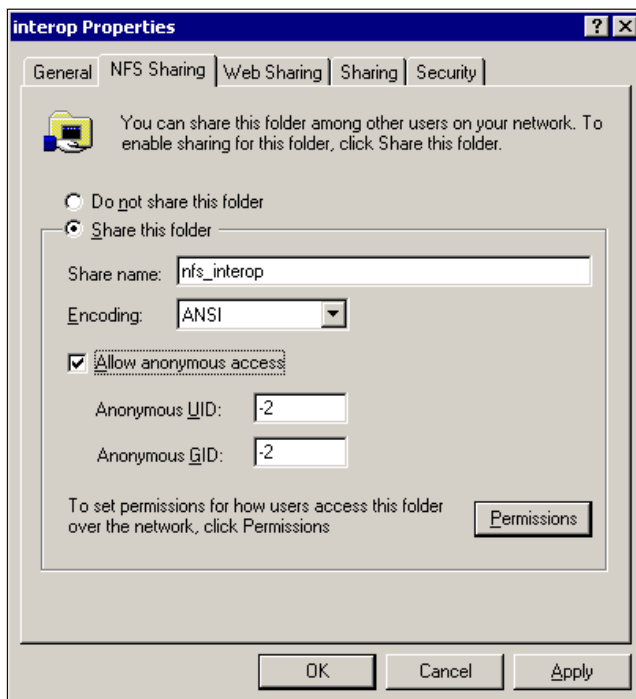 interop Properties
General NFS Sharing Web Sharing Sharing Security
You can share this folder among other users on your network. To
enable sharing for this folder, click Share this folder.
Do not share this folder
Share this folder
Share name: nfs_interop
Encoding: ANSI
Allow anonymous access
Anonymous UID: -2
Anonymous GID: -2
To set permissions for how users access this folder
over the network, click Permissions
Permissions
OK Cancel Apply